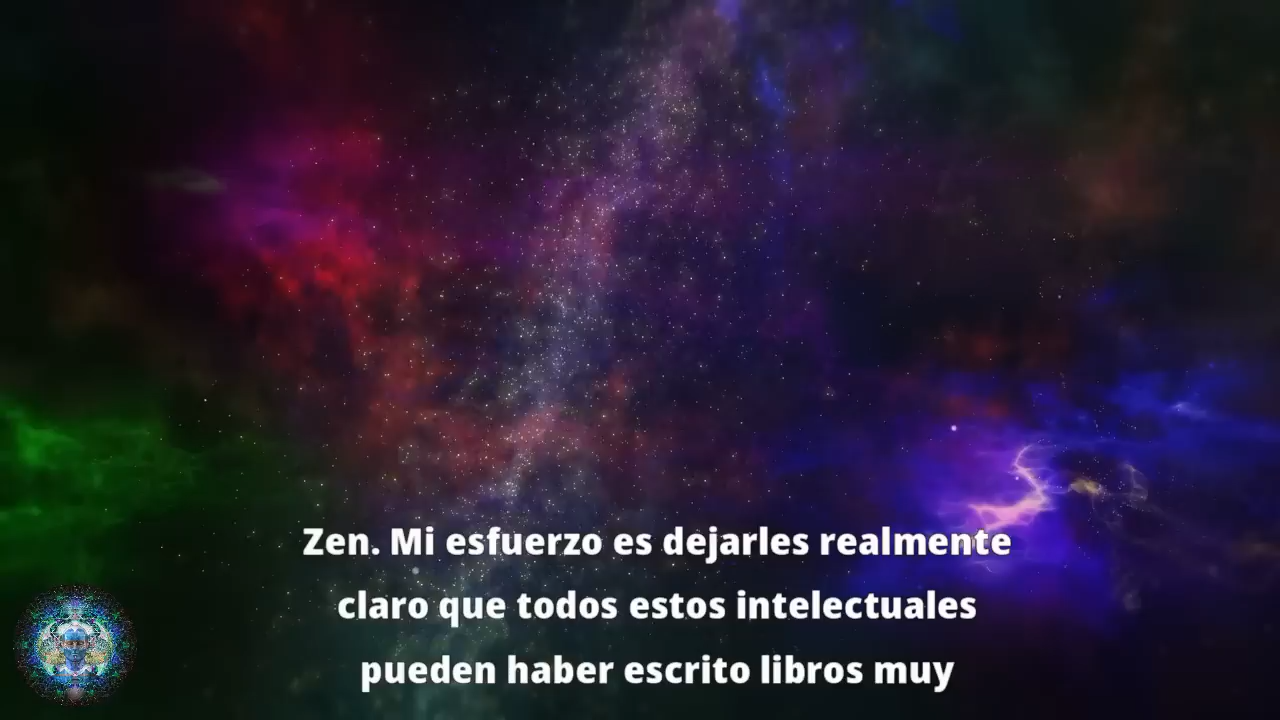 Zen. Mi esfuerzo es dejarles realmente
claro que todos estos intelectuales
pueden haber escrito libros muy